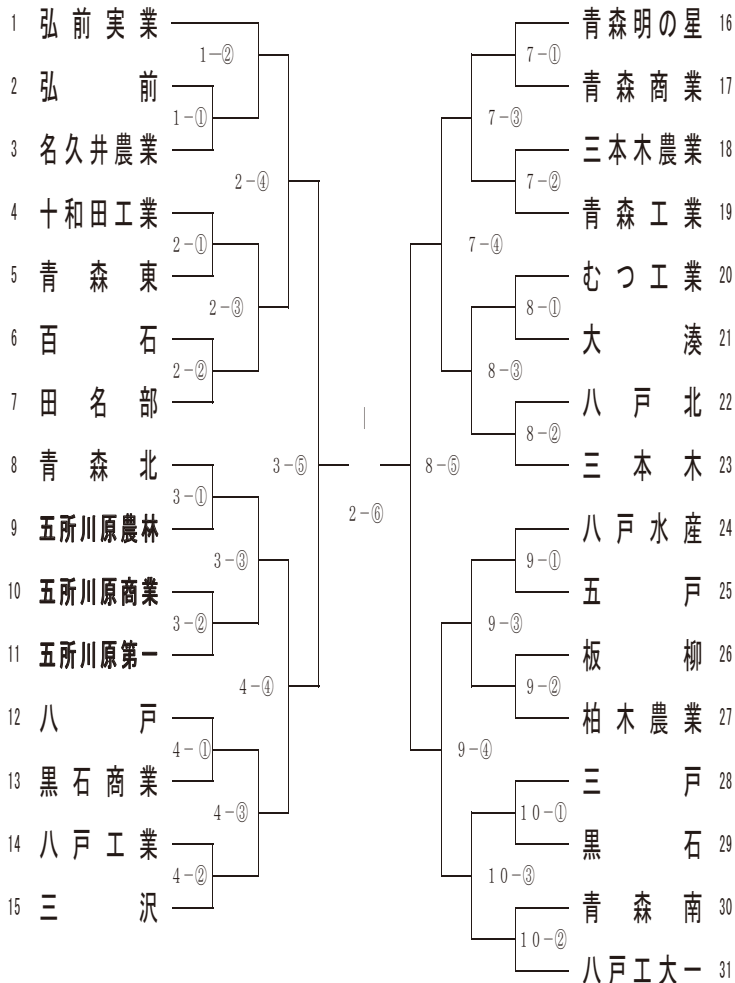 1 弘前実業
1-②
2 弘前
1-①
3 名久井農業
2-④
4 十和田工業
2-①
5 青森東
2-③
6 百石
2-②
7 田名部
8 青森北
3-⑤
3-①
9 五所川原農林
3-③
10 五所川原商業
3-②
11 五所川原第一
4-④
12 八戸
4-①
13 黒石商業
4-③
14 八戸工業
4-②
15 三沢
2-⑥
青森明の星 16
7-①
青森商業 17
7-③
三本木農業 18
7-②
青森工業 19
7-④
むつ工業 20
8-①
大湊 21
8-③
八戸北 22
8-②
三本木 23
8-⑤
八戸水産 24
9-①
五戸 25
9-③
板柳 26
9-②
柏木農業 27
9-④
三戸 28
10-①
黒石 29
10-③
青森南 30
10-②
八戸工大一 31